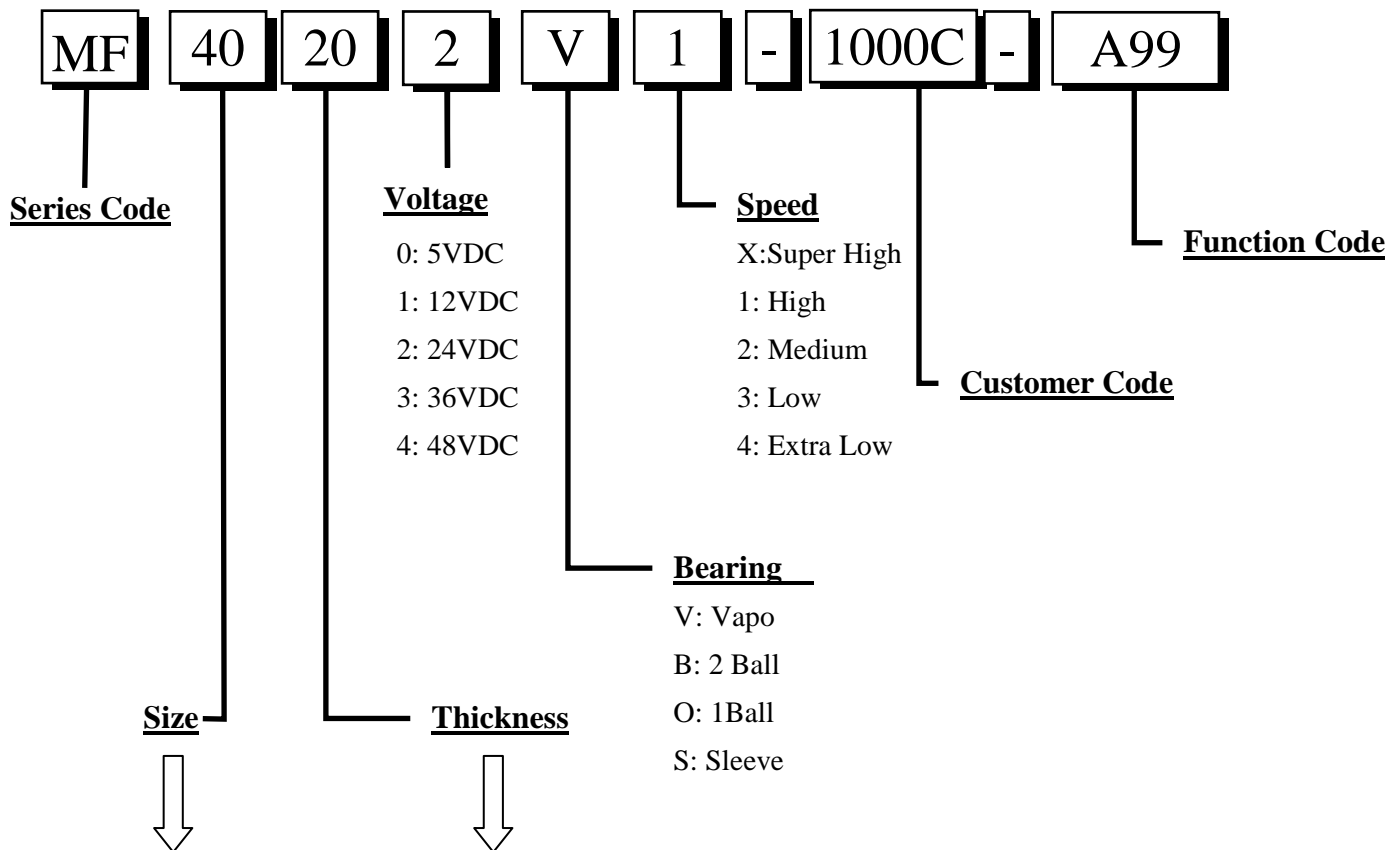 MF 40 20 2 V 1 - 1000C - A99
Series Code
Voltage
0: 5VDC
1: 12VDC
2: 24VDC
3: 36VDC
4: 48VDC
Speed
X:Super High
1: High
2: Medium
3: Low
4: Extra Low
Function Code
Customer Code
Bearing
V: Vapo
B: 2 Ball
O: 1Ball
S: Sleeve
Size
Thickness